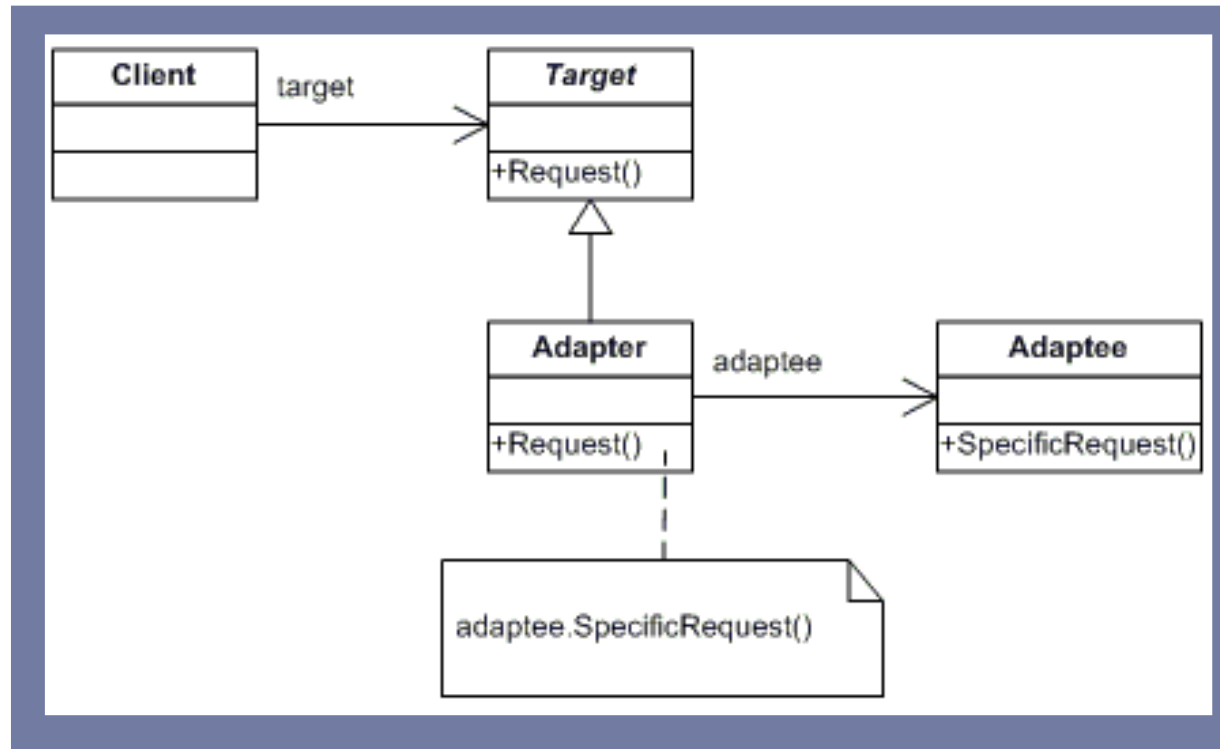 Client
target
Target
+Request()
Adapter
adaptee
Adaptee
+Request()
+SpecificRequest()
adaptee.SpecificRequest()